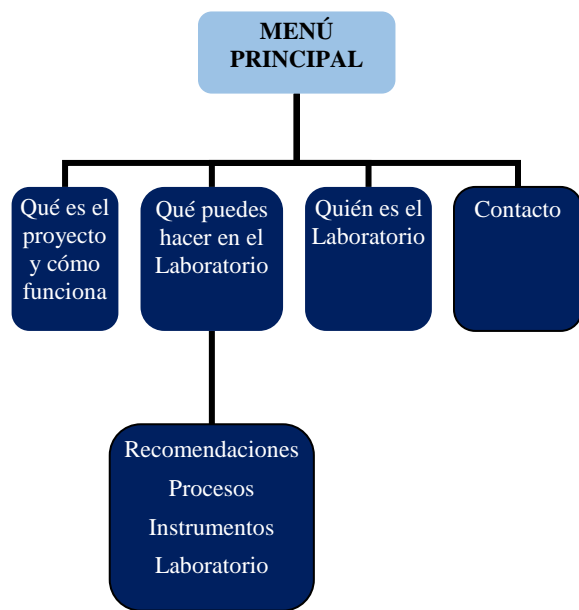 MENÚ
PRINCIPAL
Qué es el
proyecto
y cómo
funciona
Qué puedes
hacer en el
Laboratorio
Quién es el
Laboratorio
Contacto
Recomendaciones
Procesos
Instrumentos
Laboratorio